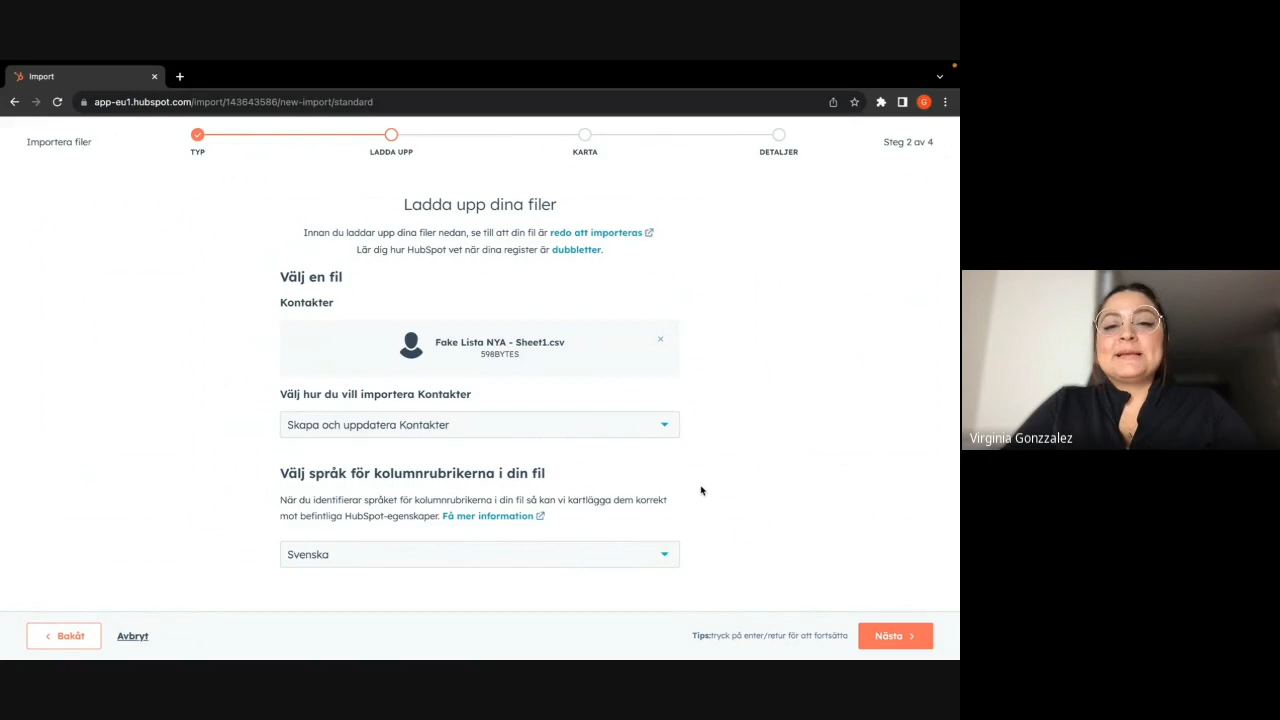 Import
app-eu1.hubspot.com/import/143643586/new-import/standard
G
Importera filer
TYP
LADDA UPP
KARTA
DETALJER
Steg 2 av 4
Ladda upp dina filer
Innan du laddar upp dina filer nedan, se till att din fil är redo att importeras
Lär dig hur HubSpot vet när dina register är dubbletter.
Välj en fil
Kontakter
Fake Lista NYA - Sheet1.csv
598BYTES
Välj hur du vill importera Kontakter
Skapa och uppdatera Kontakter
Välj språk för kolumnrubrikerna i din fil
När du identifierar språket för kolumnrubrikerna i din fil så kan vi kartlägga dem korrekt
mot befintliga HubSpot-egenskaper. Få mer information
Svenska
Bakåt
Avbryt
Tips:tryck på enter/retur för att fortsätta
Nästa
Virginia Gonzzalez